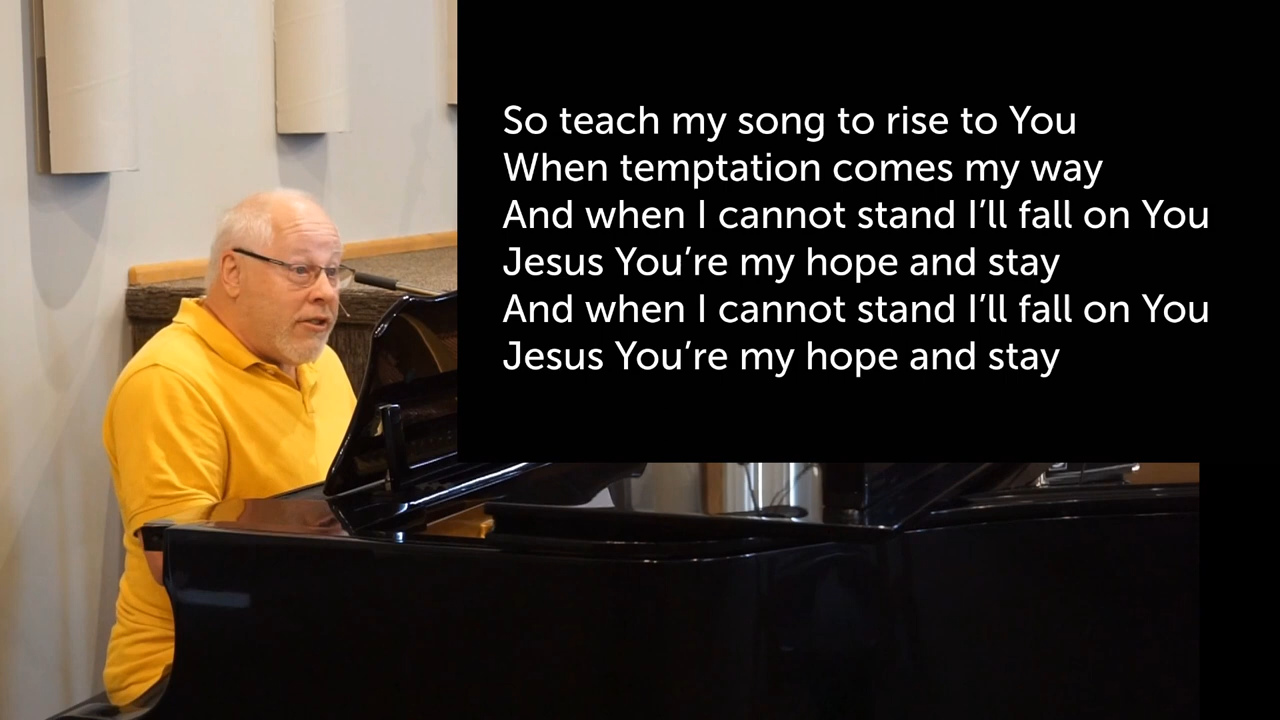 So teach my song to rise to You
When temptation comes my way
And when I cannot stand I’ll fall on You
Jesus You’re my hope and stay
And when I cannot stand I’ll fall on You
Jesus You’re my hope and stay